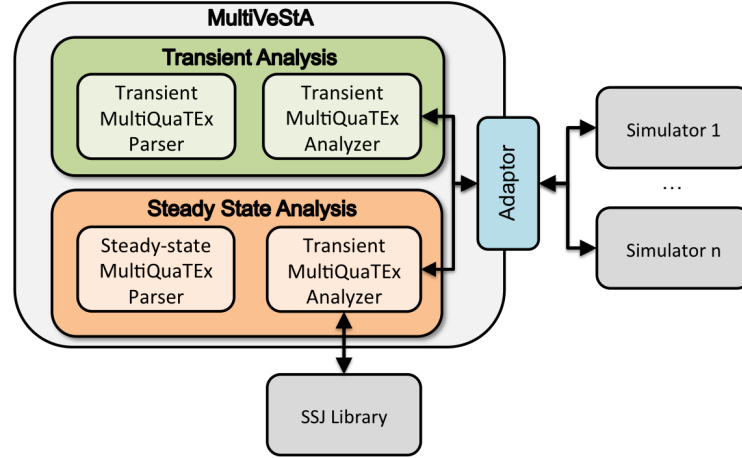 MultiVeStA
Transient Analysis
Transient
MultiQuaTEx
Parser
Transient
MultiQuaTEx
Analyzer
Steady State Analysis
Steady-state
MultiQuaTEx
Parser
Transient
MultiQuaTEx
Analyzer
Adaptor
Simulator 1
...
Simulator n
SSJ Library